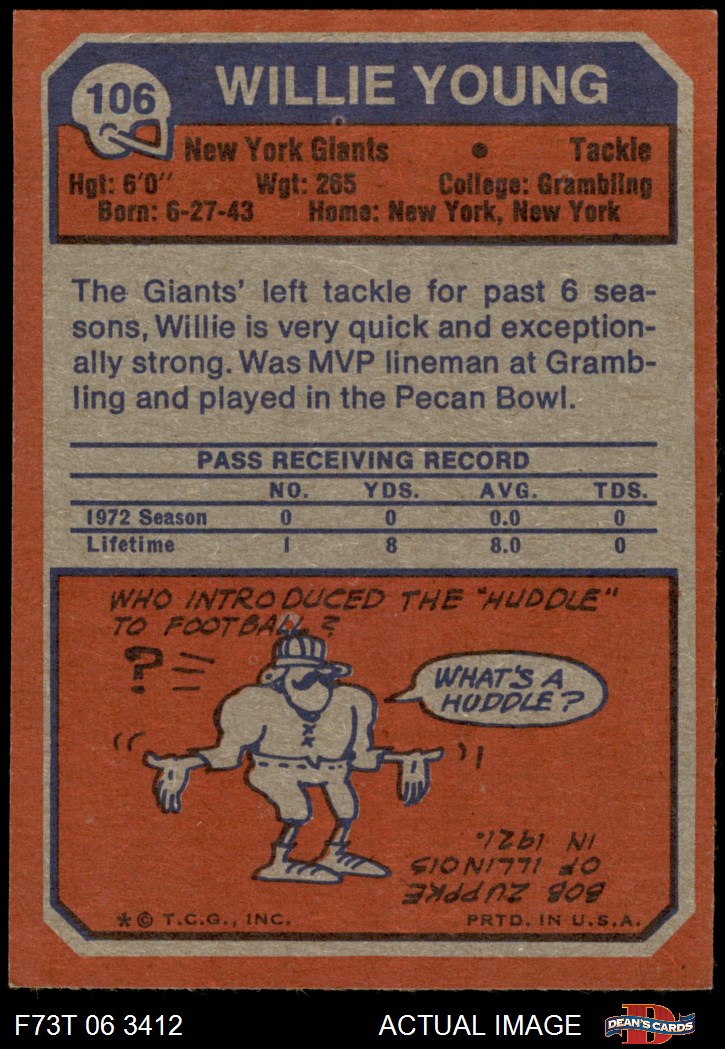 106
WILLIE YOUNG
New York Giants • Tackle
Hgt: 6'0" Wgt: 265 College: Grambling
Born: 6-27-43 Home: New York, New York
The Giants' left tackle for past 6 sea-
sons, Willie is very quick and exception-
ally strong. Was MVP lineman at Gramb-
ling and played in the Pecan Bowl.
PASS RECEIVING RECORD
NO. YDS. AVG. TDS.
1972 Season 0 0 0.0 0
Lifetime 1 8 8.0 0
WHO INTRODUCED THE "HUDDLE"
TO FOOTBALL?
?
WHAT'S A
HUDDLE?
BOB ZUPPKE
OF ILLINOIS
IN 1921.
*© T.C.G., INC. PRTD. IN U.S.A.
F73T 06 3412 ACTUAL IMAGE
DEAN'S CARDS